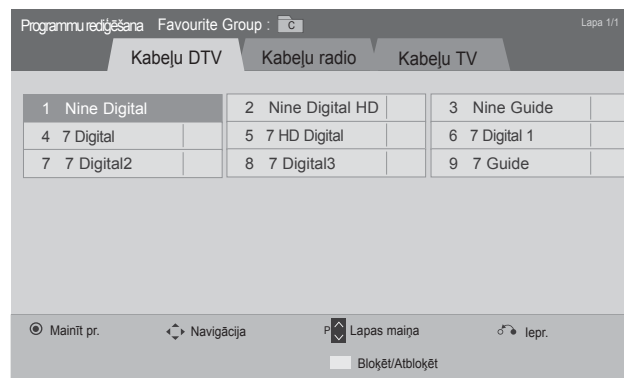 Programmu rediģēšana Favourite Group : C Lapa 1/1
Kabeļu DTV Kabeļu radio Kabeļu TV
1 Nine Digital 2 Nine Digital HD 3 Nine Guide
4 7 Digital 5 7 HD Digital 6 7 Digital 1
7 7 Digital2 8 7 Digital3 9 7 Guide
Mainīt pr. Navigācija P Lapas maiņa Iepr.
Bloķēt/Atbloķēt